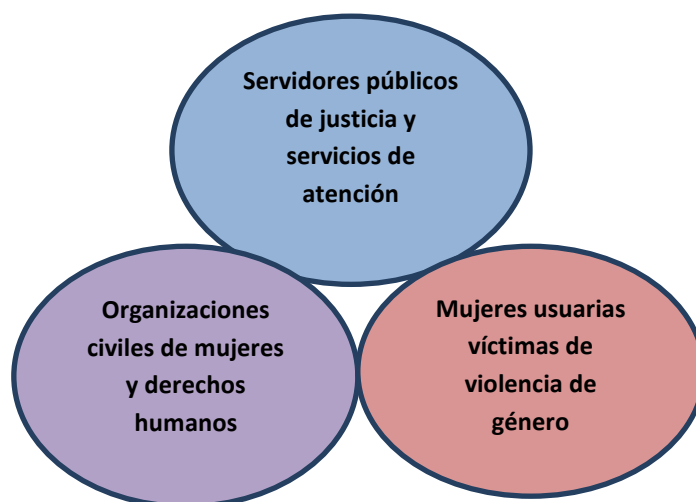 Servidores públicos
de justicia y
servicios de
atención
Organizaciones
civiles de mujeres
y derechos
humanos
Mujeres usuarias
víctimas de
violencia de
género